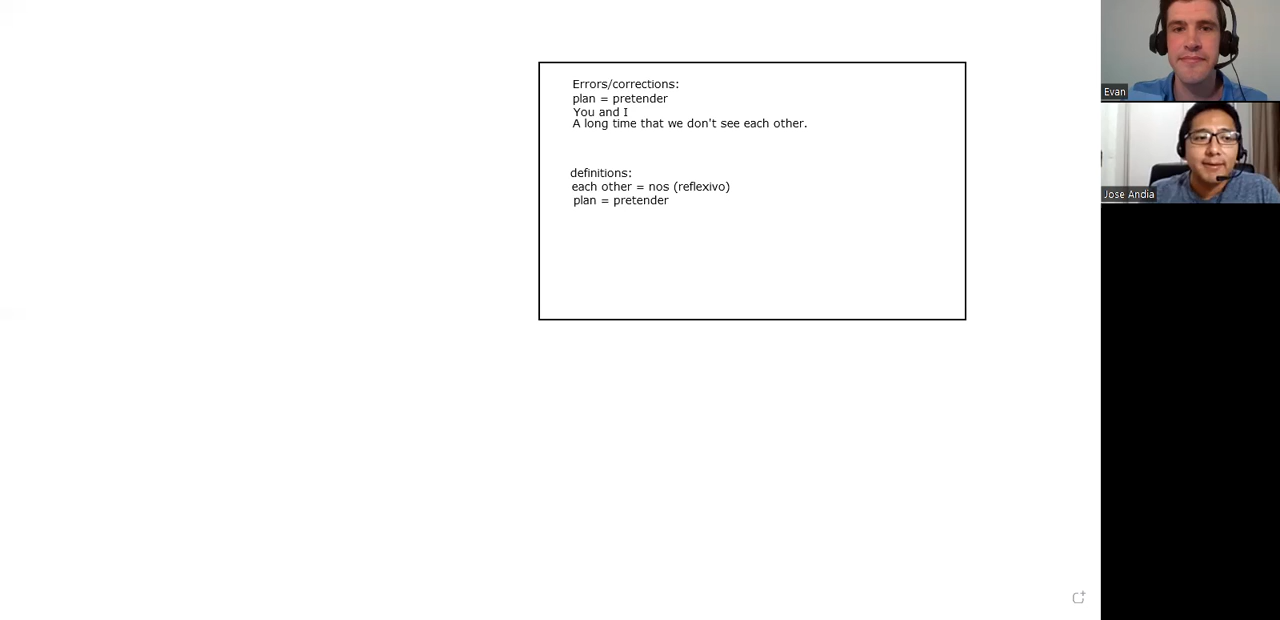 Errors/corrections:
plan = pretender
You and I
A long time that we don't see each other.
definitions:
each other = nos (reflexivo)
plan = pretender
Evan
Jose Andia